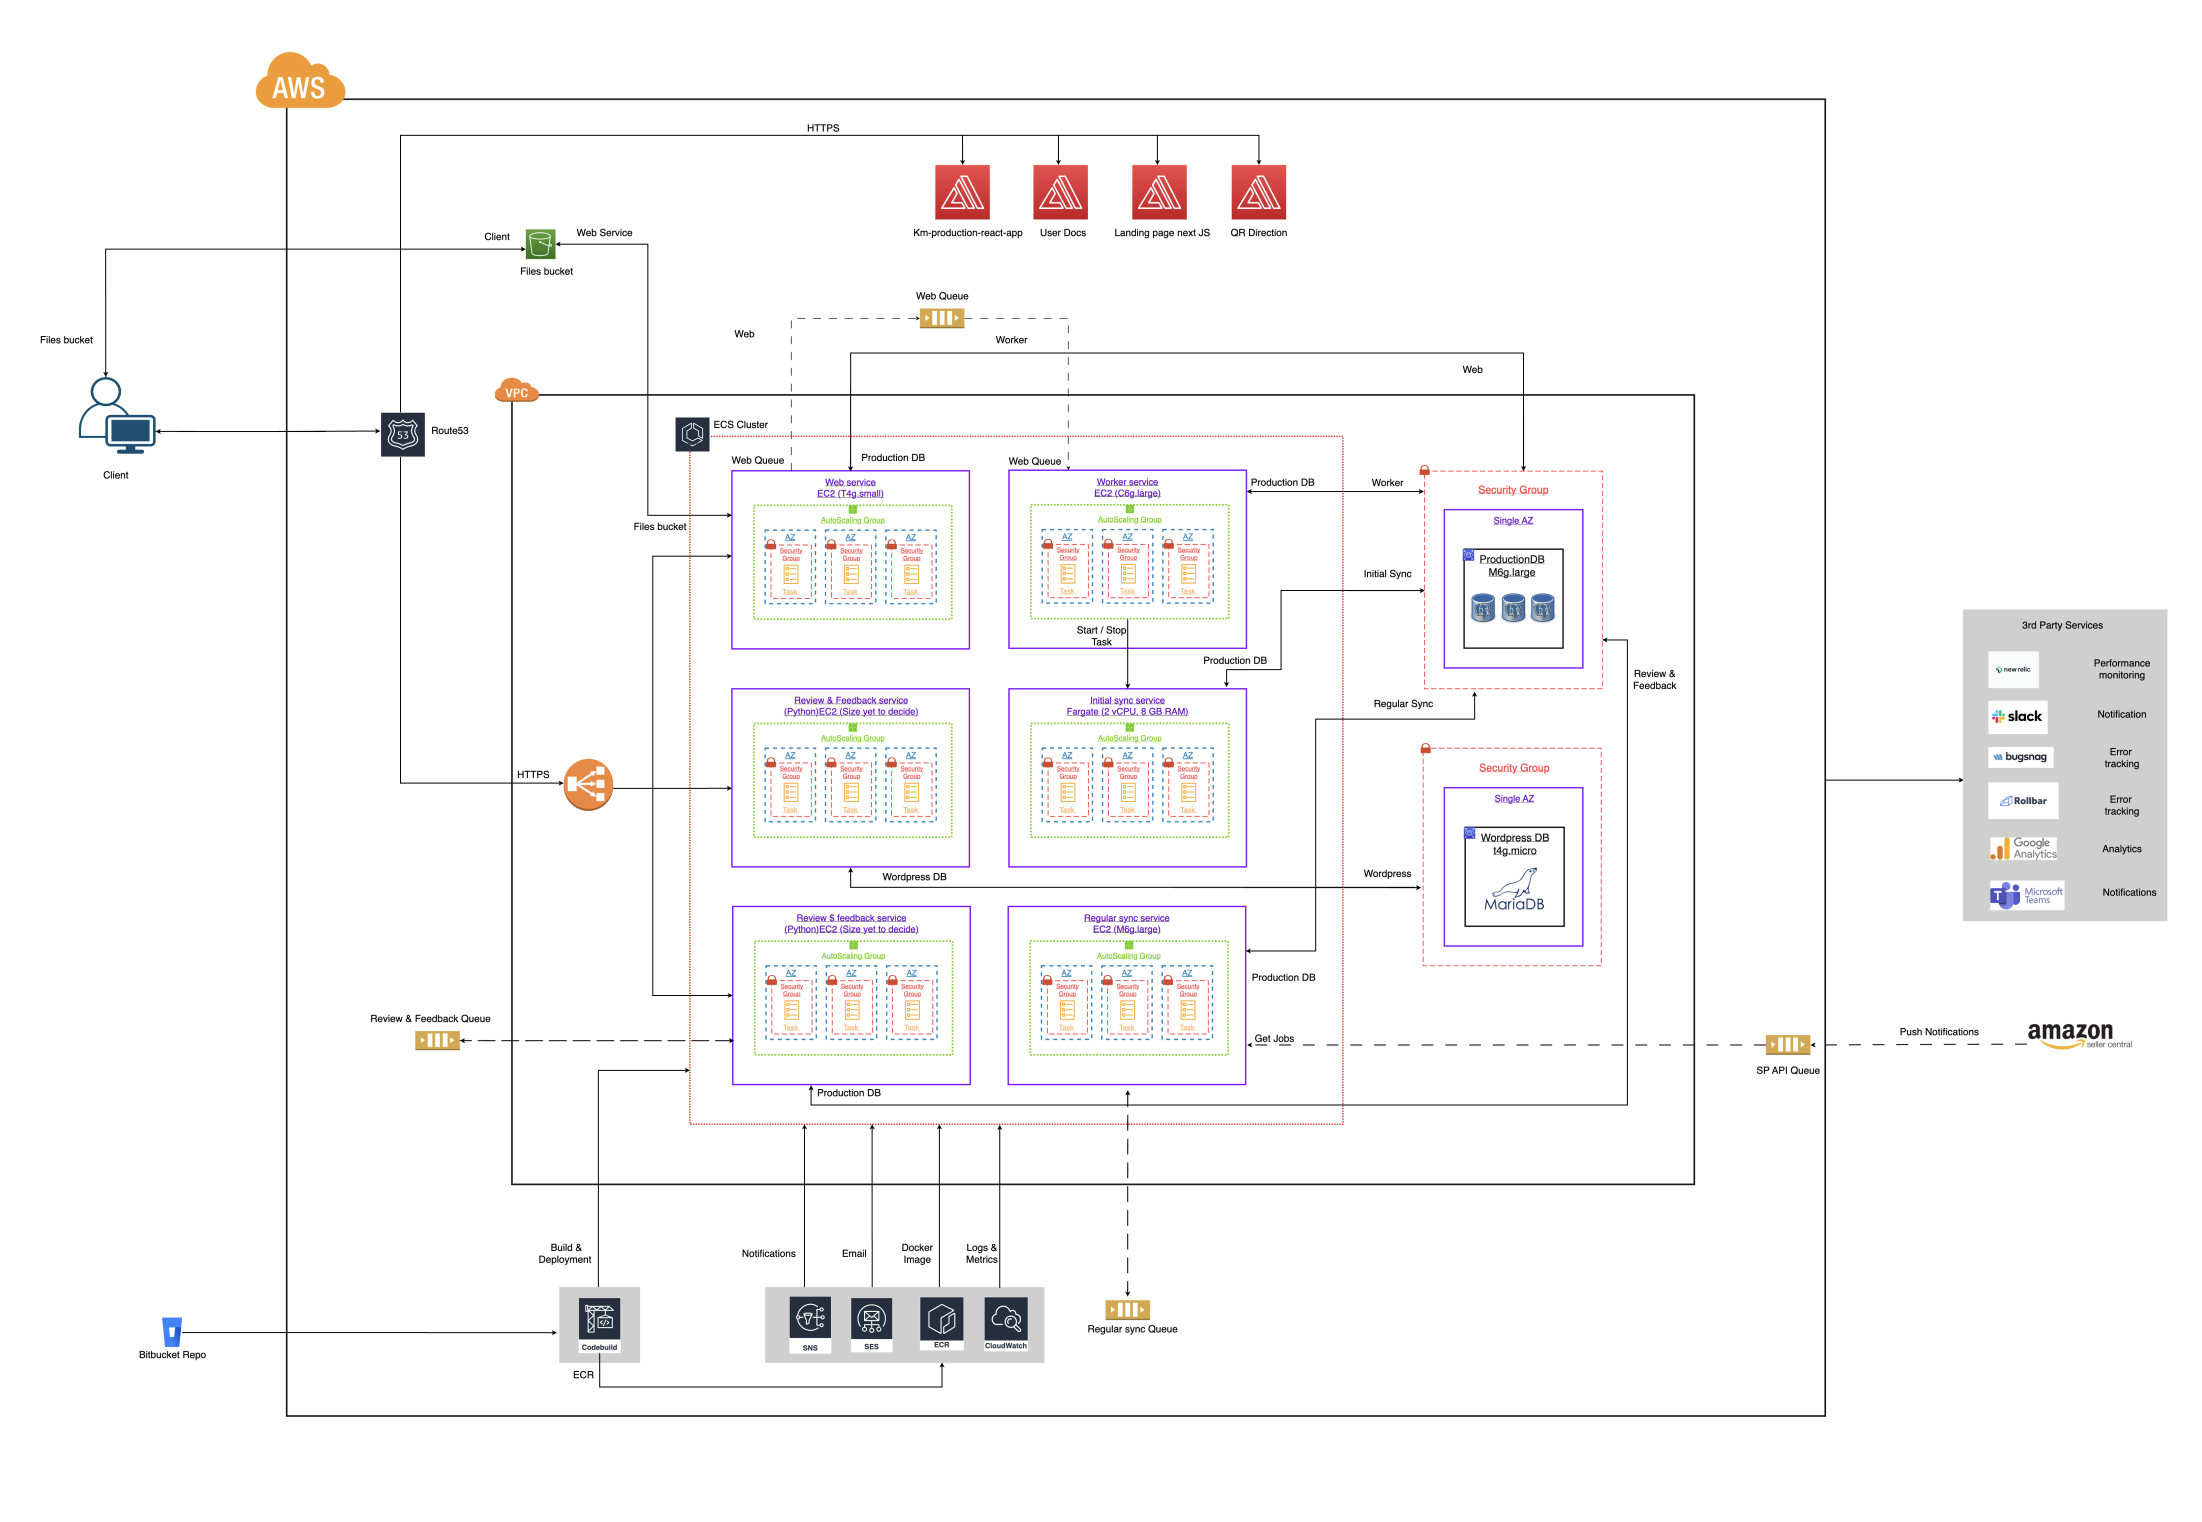 AWS
HTTPS
Km-production-react-app
User Docs
Landing page next JS
QR Direction
Client
Web Service
Files bucket
Web Queue
Web
Worker
Files bucket
Web
Client
53
Route53
VPC
ECS Cluster
Web Queue
Production DB
Web Queue
Files bucket
Web service
EC2 (T4g.small)
AutoScaling Group
AZ
Security
Group
Task
AZ
Security
Group
Task
AZ
Security
Group
Task
Worker service
EC2 (C6g.large)
AutoScaling Group
AZ
Security
Group
Task
AZ
Security
Group
Task
AZ
Security
Group
Task
Start / Stop
Task
Production DB
Worker
Initial Sync
Production DB
Regular Sync
Security Group
Single AZ
ProductionDB
M6g.large
Review &
Feedback
Review & Feedback service
(Python)EC2 (Size yet to decide)
AutoScaling Group
AZ
Security
Group
Task
AZ
Security
Group
Task
AZ
Security
Group
Task
Initial sync service
Fargate (2 vCPU, 8 GB RAM)
AutoScaling Group
AZ
Security
Group
Task
AZ
Security
Group
Task
AZ
Security
Group
Task
HTTPS
Wordpress DB
Wordpress
Security Group
Single AZ
Wordpress DB
t4g.micro
MariaDB
Review $ feedback service
(Python)EC2 (Size yet to decide)
AutoScaling Group
AZ
Security
Group
Task
AZ
Security
Group
Task
AZ
Security
Group
Task
Regular sync service
EC2 (M6g.large)
AutoScaling Group
AZ
Security
Group
Task
AZ
Security
Group
Task
AZ
Security
Group
Task
Production DB
Get Jobs
Review & Feedback Queue
Production DB
3rd Party Services
new relic
Performance
monitoring
slack
Notification
bugsnag
Error
tracking
Rollbar
Error
tracking
Google
Analytics
Analytics
T
Microsoft
Teams
Notifications
Push Notifications
amazon
seller central
SP API Queue
Build &
Deployment
Notifications
Email
Docker
Image
Logs &
Metrics
Codebuild
SNS
SES
ECR
CloudWatch
Regular sync Queue
Bitbucket Repo
ECR